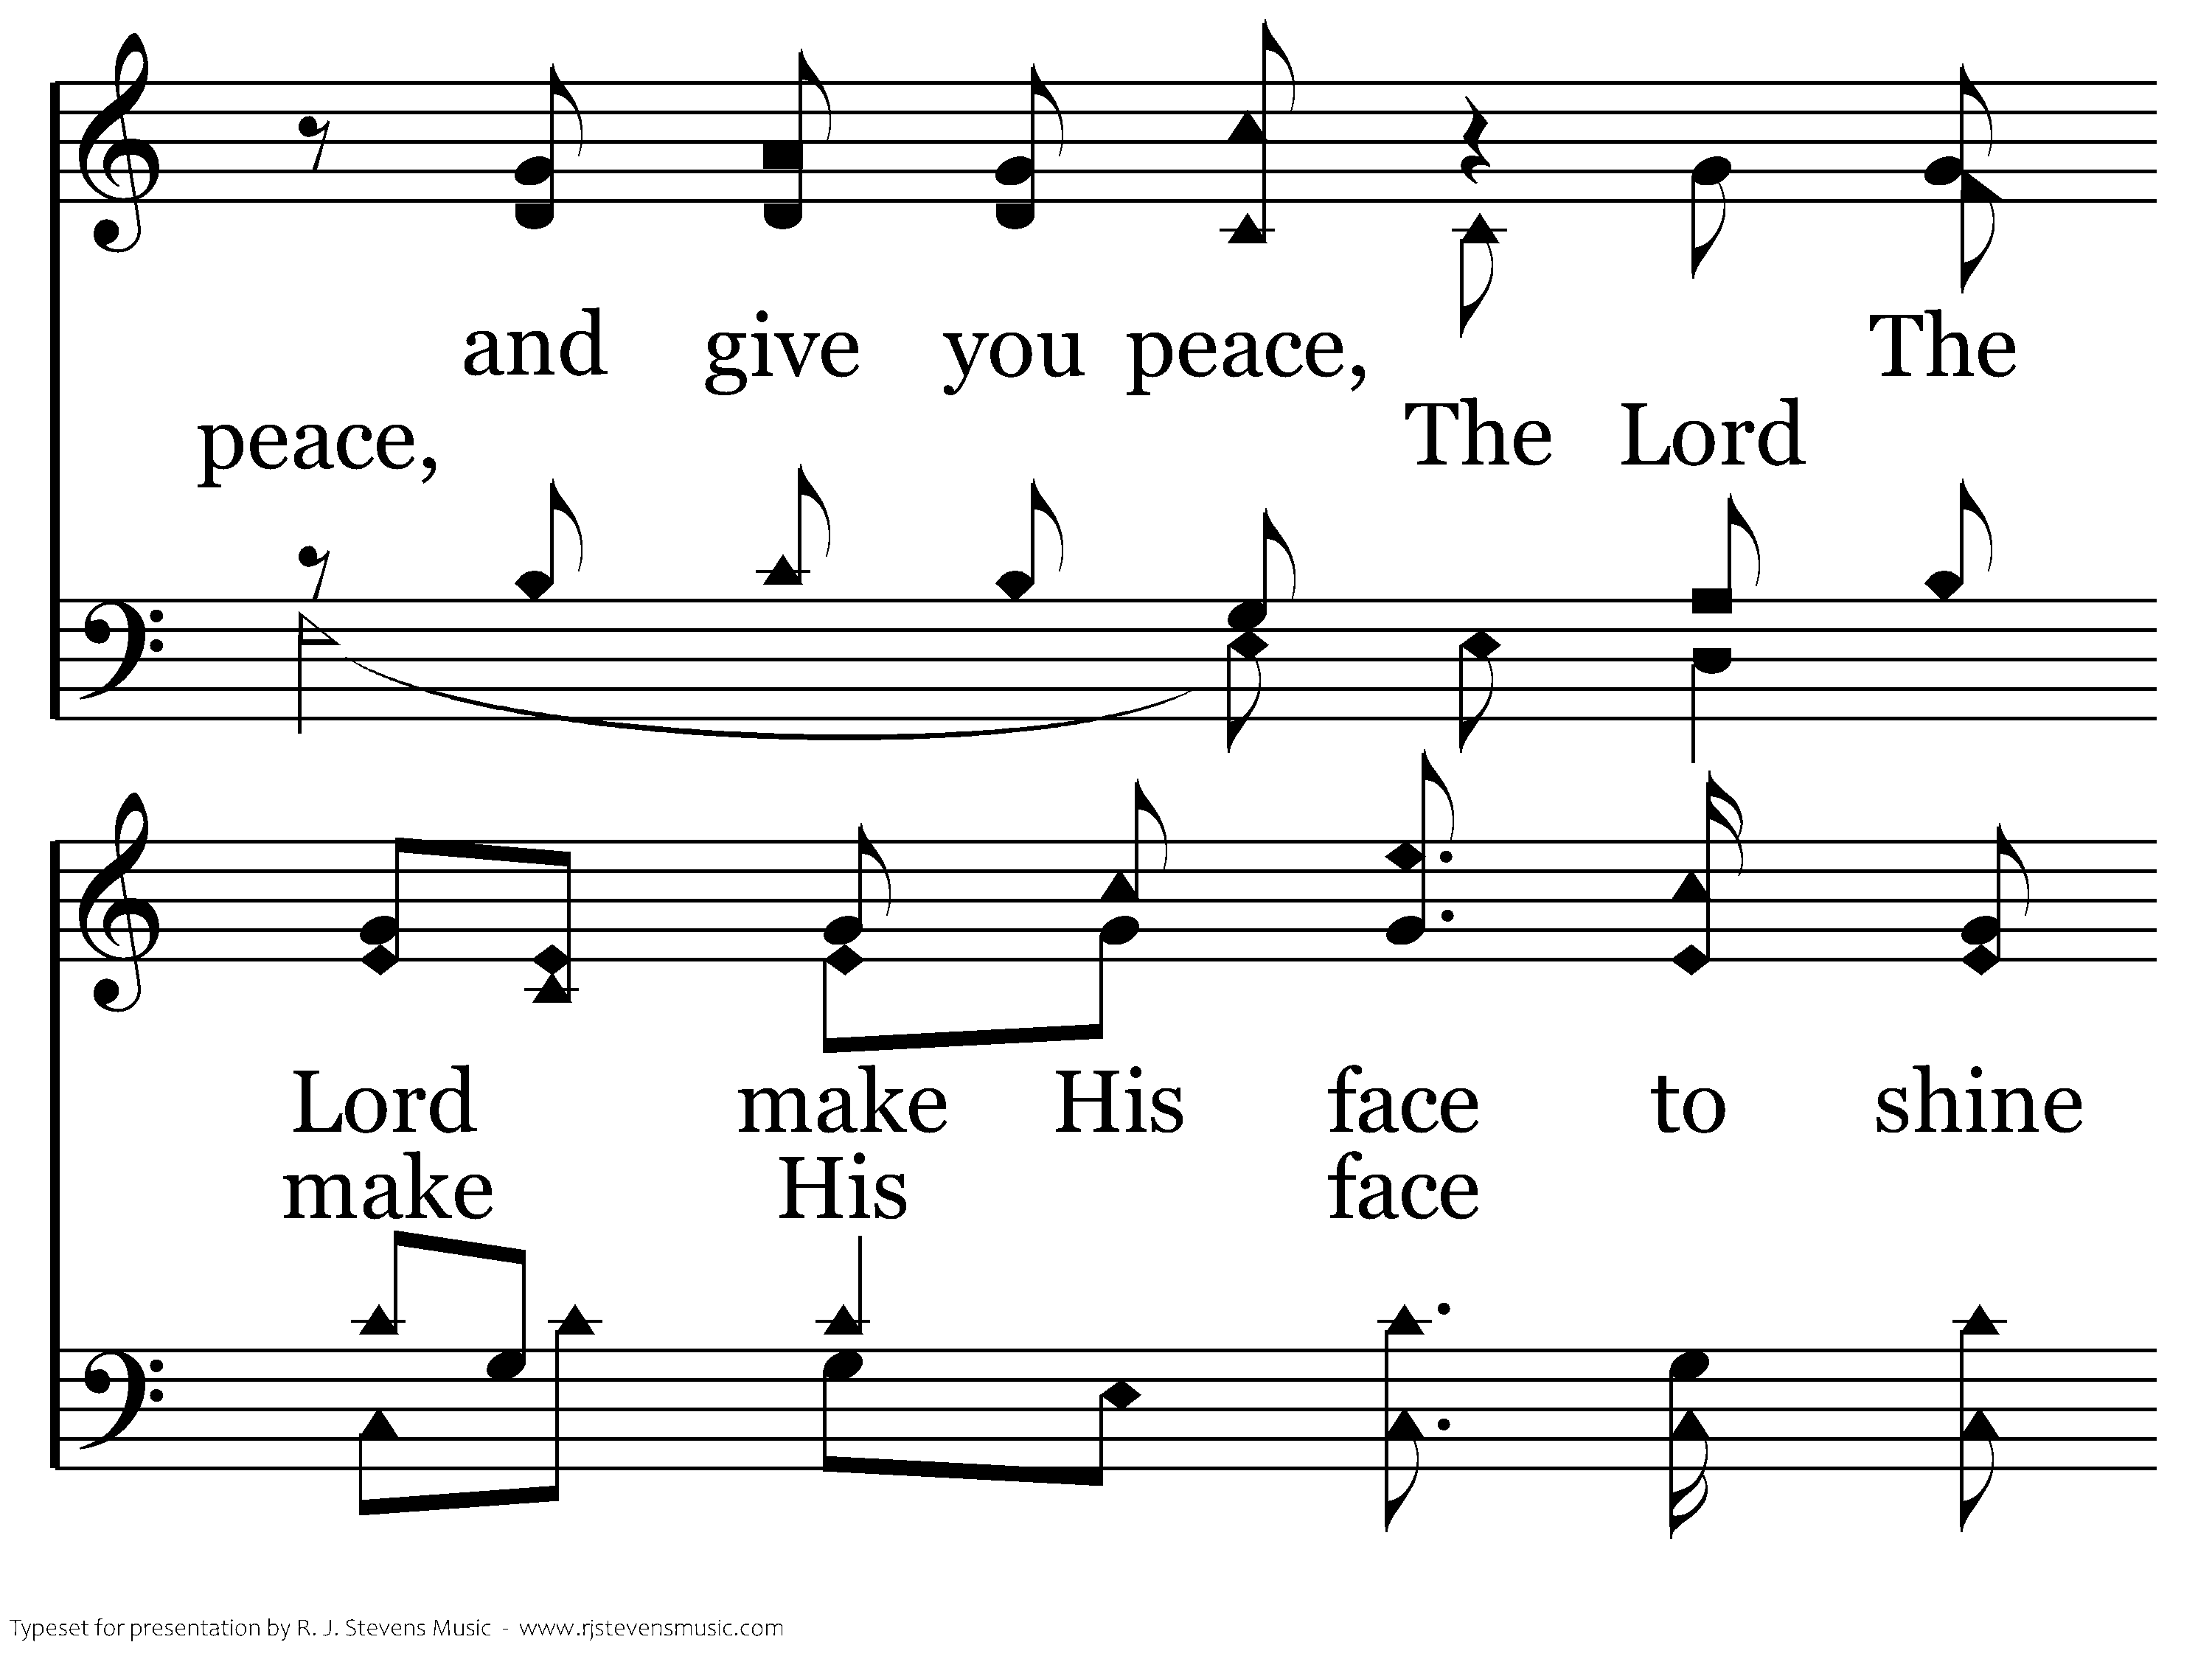 and give you peace, The
peace, The Lord
Lord make His face to shine
make His face
Typeset for presentation by R. J. Stevens Music - www.rjstevensmusic.com